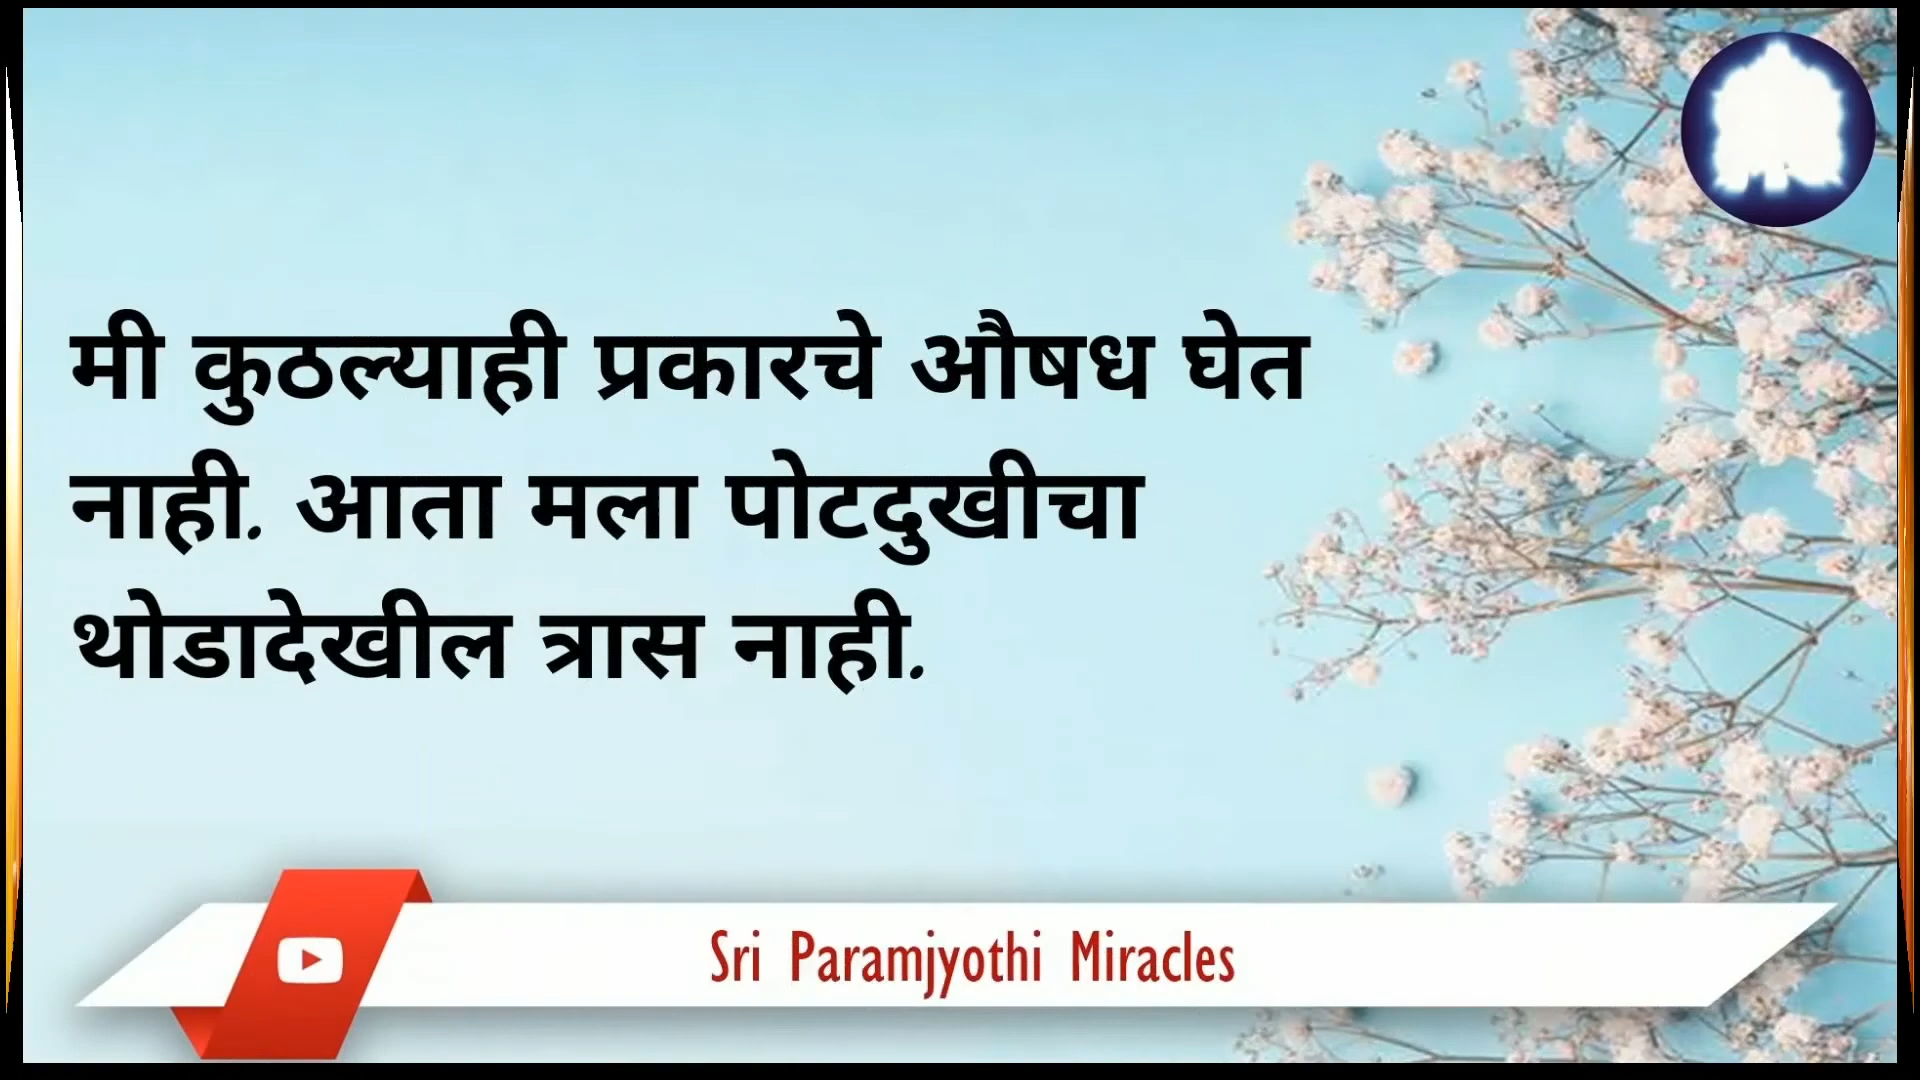 मी कुठल्याही प्रकारचे औषध घेत
नाही. आता मला पोटदुखीचा
थोडादेखील त्रास नाही.
Sri Paramjyothi Miracles